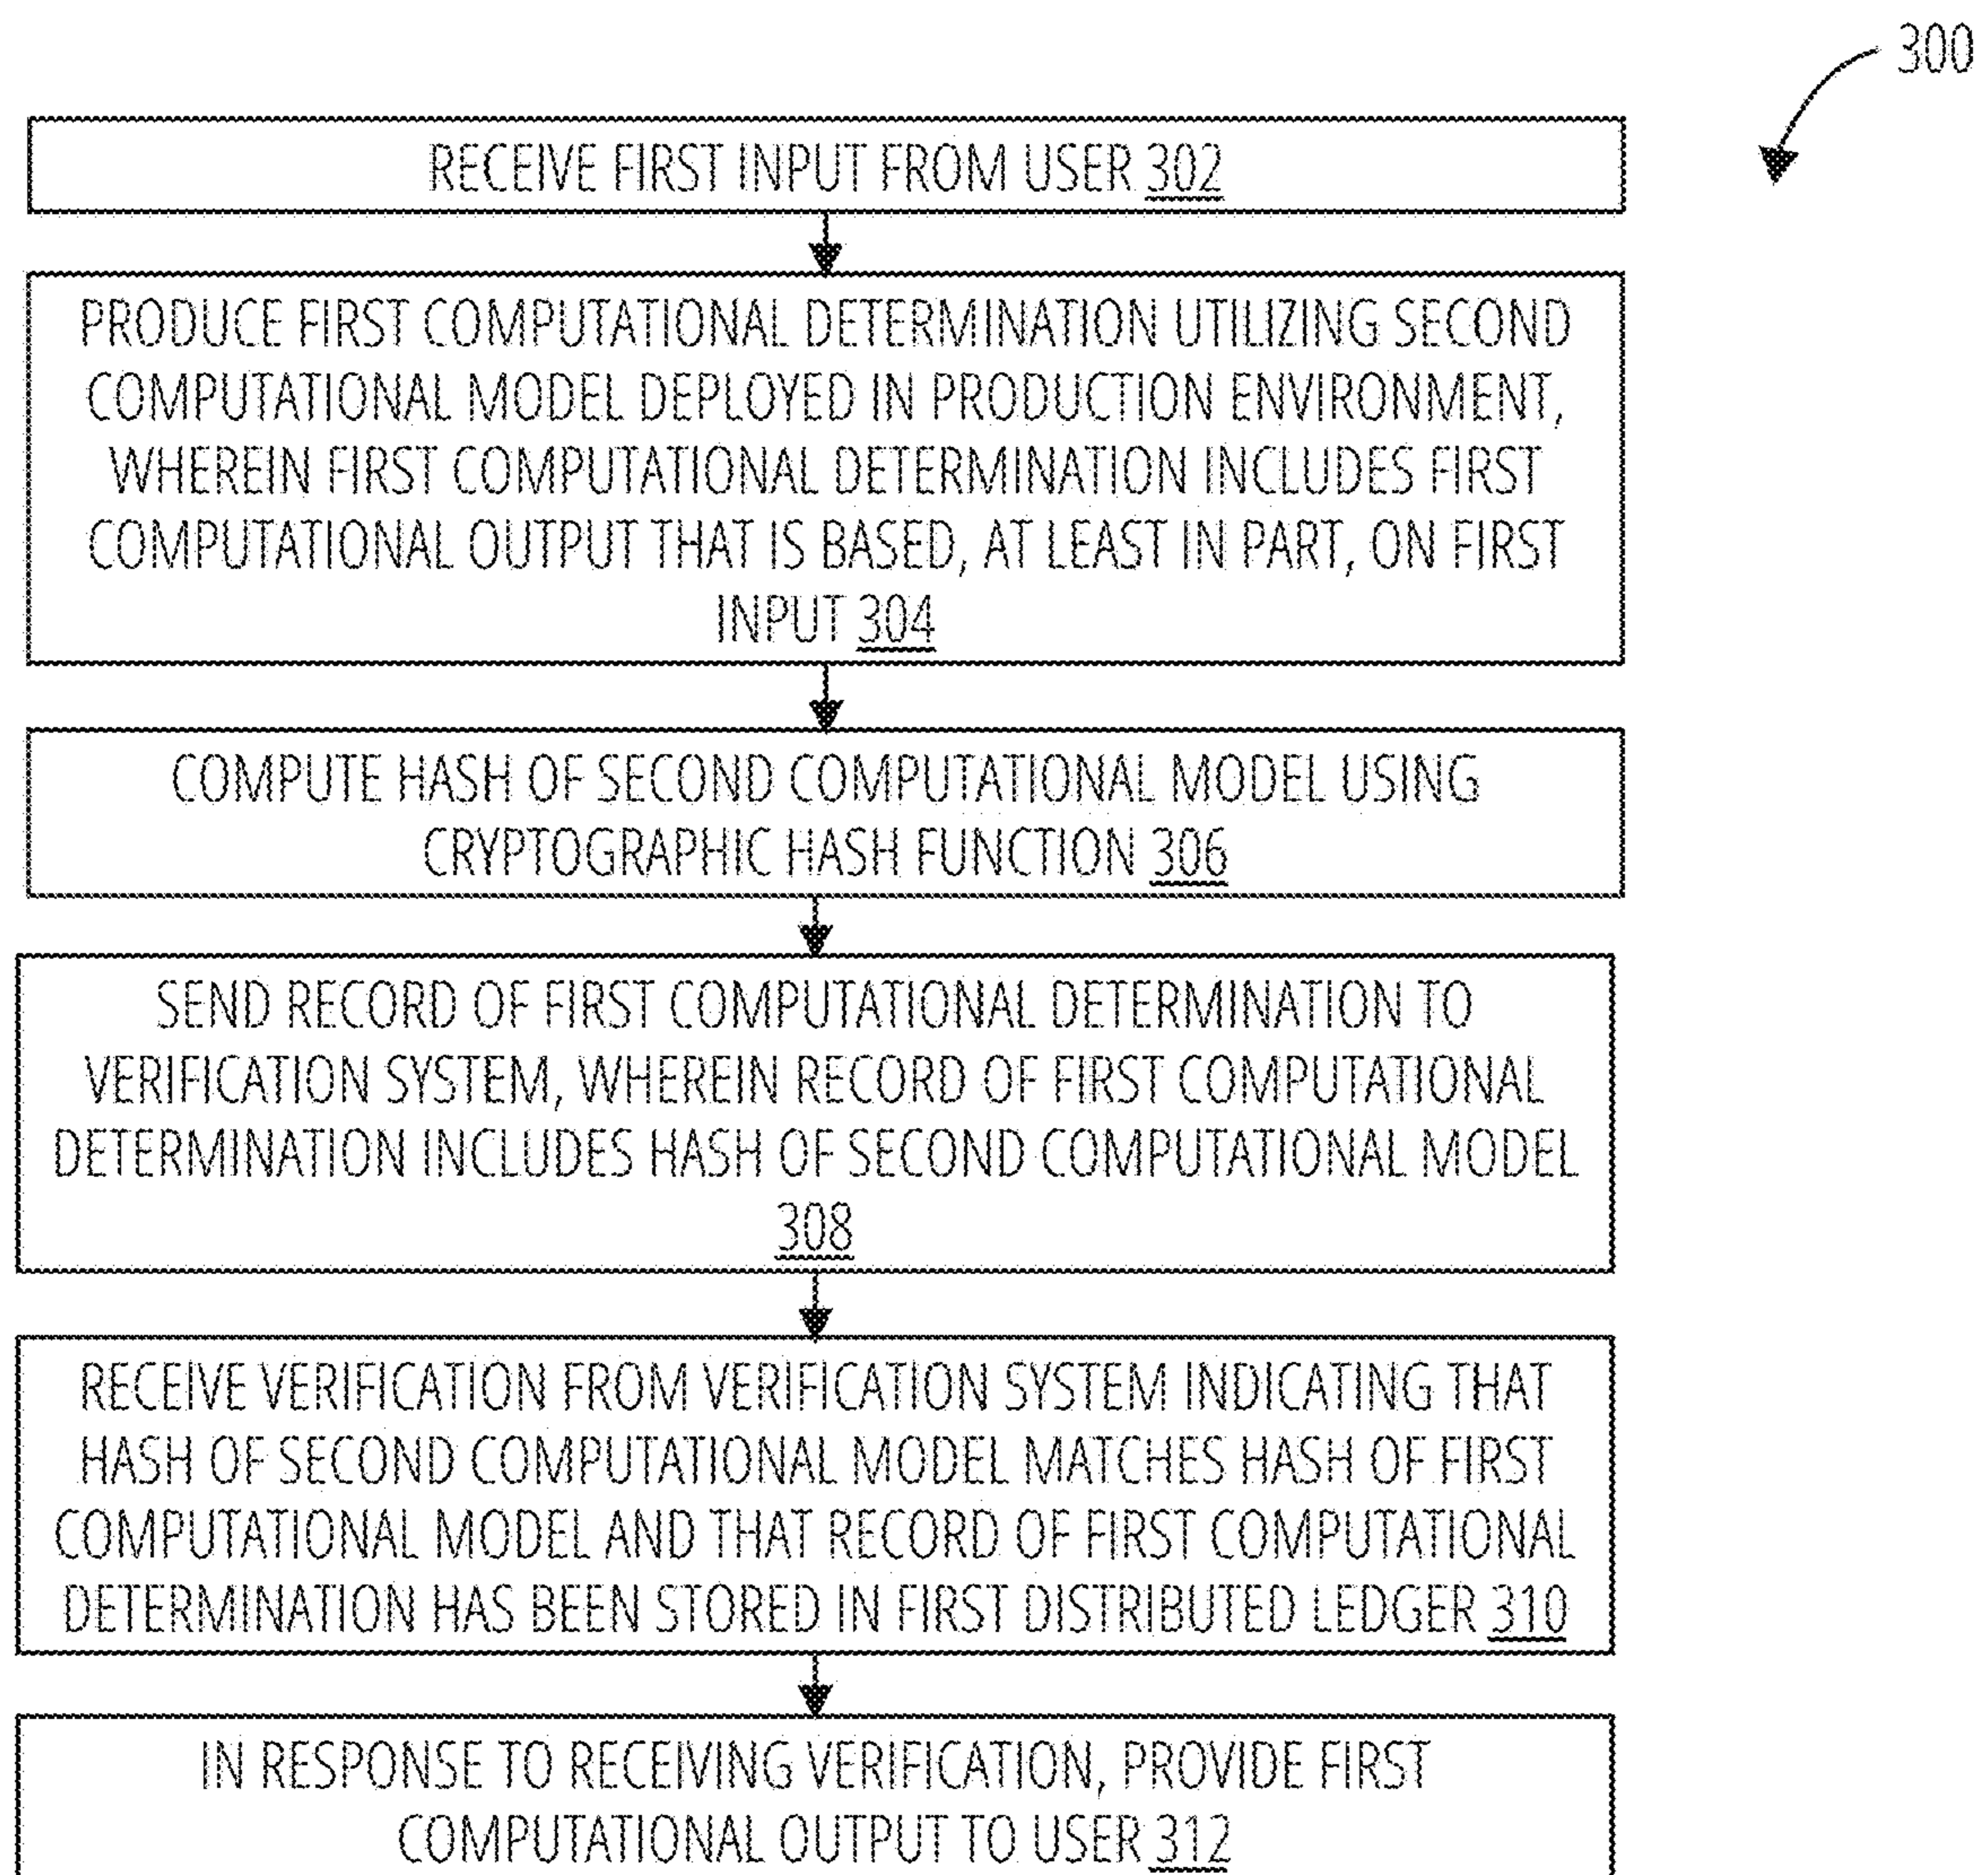 300
RECEIVE FIRST INPUT FROM USER 302
PRODUCE FIRST COMPUTATIONAL DETERMINATION UTILIZING SECOND
COMPUTATIONAL MODEL DEPLOYED IN PRODUCTION ENVIRONMENT,
WHEREIN FIRST COMPUTATIONAL DETERMINATION INCLUDES FIRST
COMPUTATIONAL OUTPUT THAT IS BASED, AT LEAST IN PART, ON FIRST
INPUT 304
COMPUTE HASH OF SECOND COMPUTATIONAL MODEL USING
CRYPTOGRAPHIC HASH FUNCTION 306
SEND RECORD OF FIRST COMPUTATIONAL DETERMINATION TO
VERIFICATION SYSTEM, WHEREIN RECORD OF FIRST COMPUTATIONAL
DETERMINATION INCLUDES HASH OF SECOND COMPUTATIONAL MODEL
308
RECEIVE VERIFICATION FROM VERIFICATION SYSTEM INDICATING THAT
HASH OF SECOND COMPUTATIONAL MODEL MATCHES HASH OF FIRST
COMPUTATIONAL MODEL AND THAT RECORD OF FIRST COMPUTATIONAL
DETERMINATION HAS BEEN STORED IN FIRST DISTRIBUTED LEDGER 310
IN RESPONSE TO RECEIVING VERIFICATION, PROVIDE FIRST
COMPUTATIONAL OUTPUT TO USER 312